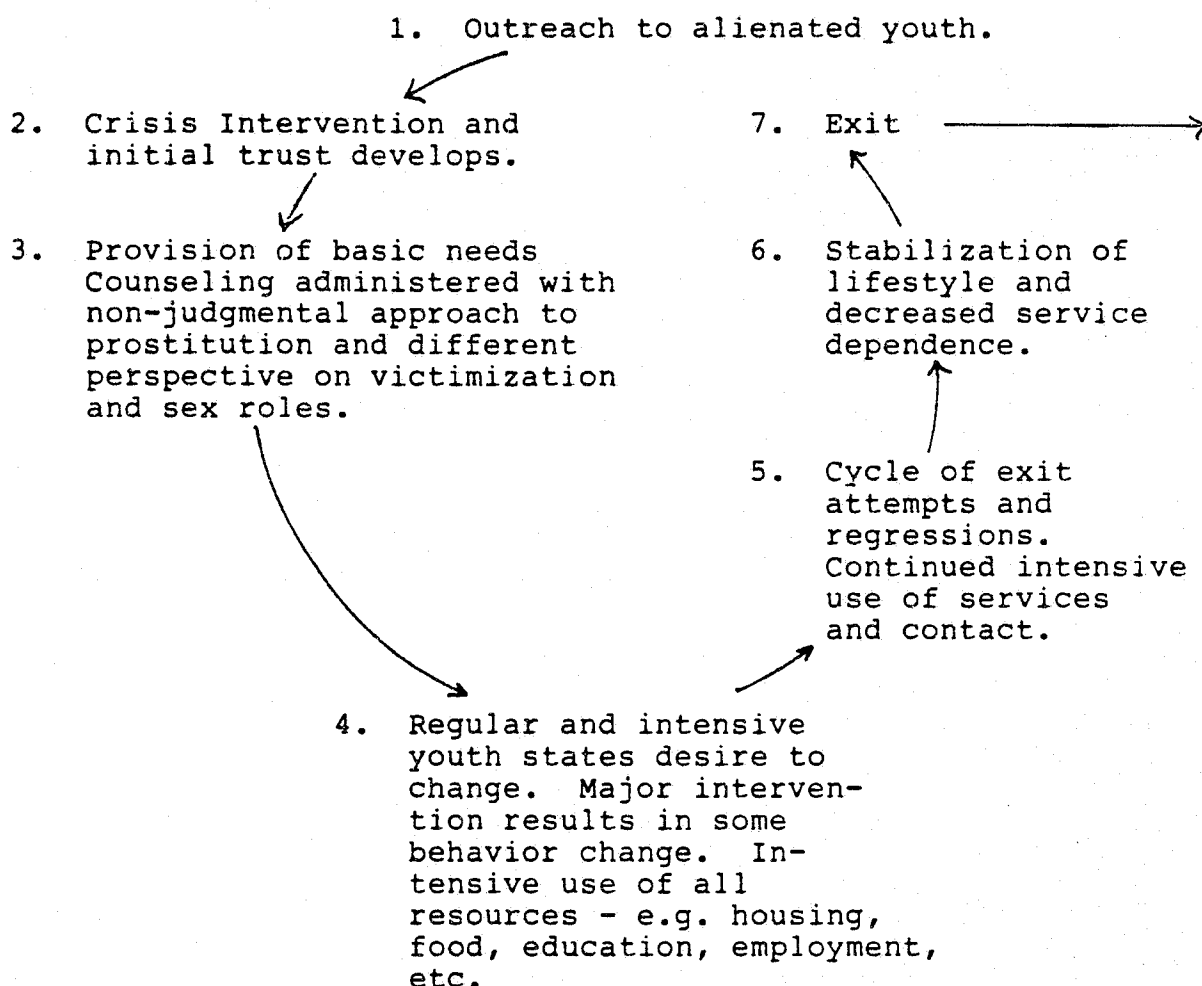 1. Outreach to alienated youth.
2. Crisis Intervention and
initial trust develops.
3. Provision of basic needs
Counseling administered with
non-judgmental approach to
prostitution and different
perspective on victimization
and sex roles.
4. Regular and intensive
youth states desire to
change. Major interven-
tion results in some
behavior change. In-
tensive use of all
resources - e.g. housing,
food, education, employment,
etc.
5. Cycle of exit
attempts and
regressions.
Continued intensive
use of services
and contact.
6. Stabilization of
lifestyle and
decreased service
dependence.
7. Exit